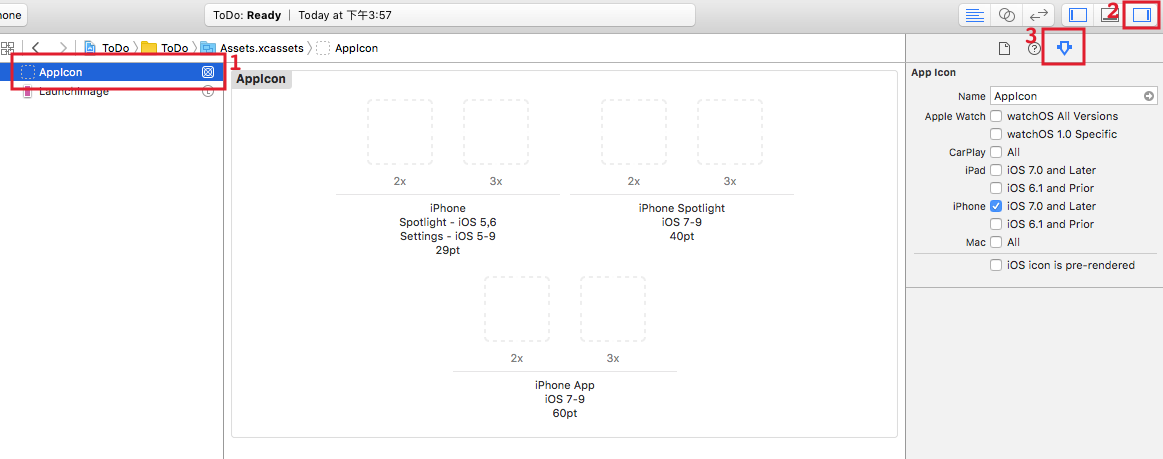 hone
ToDo: Ready | Today at 下午3:57
2
ToDo ToDo Assets.xcassets AppIcon
3
1
AppIcon
LaunchImage
AppIcon
2x 3x
iPhone
Spotlight - iOS 5,6
Settings - iOS 5-9
29pt
2x 3x
iPhone Spotlight
iOS 7-9
40pt
2x 3x
iPhone App
iOS 7-9
60pt
App Icon
Name AppIcon
Apple Watch watchOS All Versions
watchOS 1.0 Specific
CarPlay All
iPad iOS 7.0 and Later
iOS 6.1 and Prior
iPhone iOS 7.0 and Later
iOS 6.1 and Prior
Mac All
iOS icon is pre-rendered